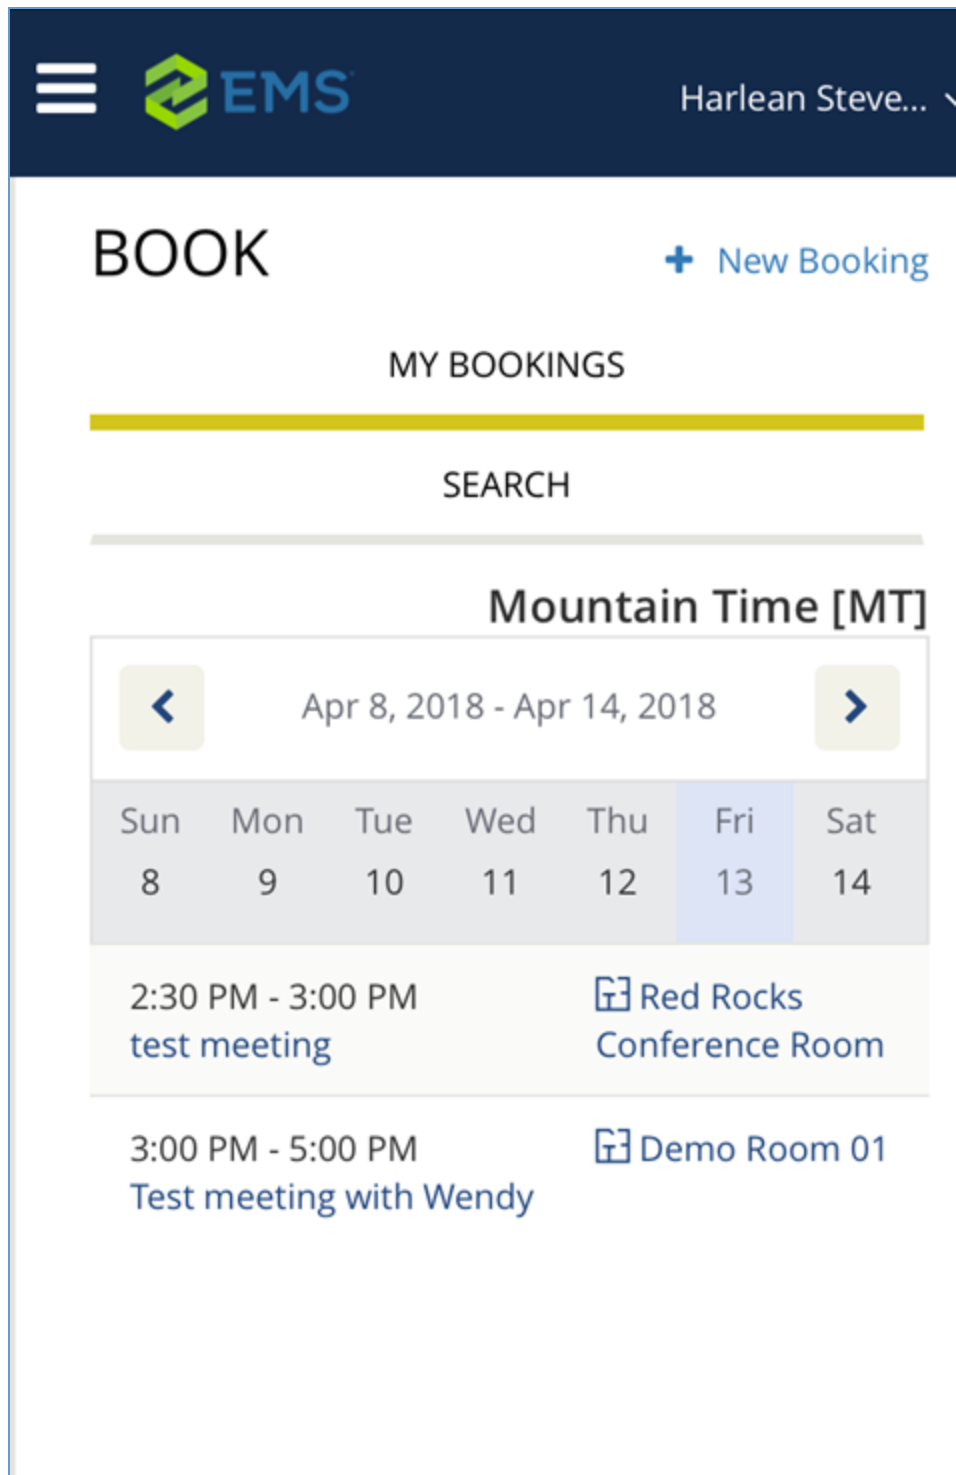 EMS
Harlean Steve...
BOOK
+ New Booking
MY BOOKINGS
SEARCH
Mountain Time [MT]
Apr 8, 2018 - Apr 14, 2018
Sun Mon Tue Wed Thu Fri Sat
8 9 10 11 12 13 14
2:30 PM - 3:00 PM Red Rocks
test meeting Conference Room
3:00 PM - 5:00 PM Demo Room 01
Test meeting with Wendy